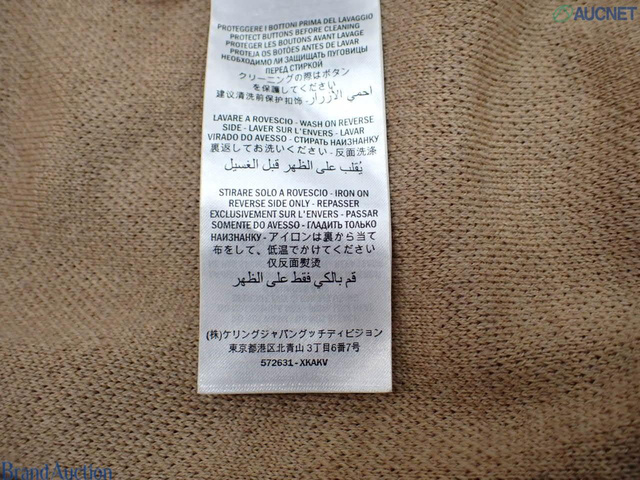 AUCNET
PROTEGGERE I BOTTONI PRIMA DEL LAVAGGIO
PROTECT BUTTONS BEFORE CLEANING
PROTÉGER LES BOUTONS AVANT LAVAGE
PROTEJA OS BOTÕES ANTES DE LAVAR
НЕОБХОДИМО ЛИ ЗАЩИЩАТЬ ПУГОВИЦЫ
ПЕРЕД СТИРКОЙ
クリーニングの際はボタン
を保護してください
建议清洗前保护扣饰 - احمي الأزرار
LAVARE A ROVESCIO - WASH ON REVERSE
SIDE - LAVER SUR L'ENVERS - LAVAR
VIRADO DO AVESSO - СТИРАТЬ НАИЗНАНКУ
裏返してお洗いください - 反面洗涤
يُقلب على الظهر قبل الغسيل
STIRARE SOLO A ROVESCIO - IRON ON
REVERSE SIDE ONLY - REPASSER
EXCLUSIVEMENT SUR L'ENVERS - PASSAR
SOMENTE DO AVESSO - ГЛАДИТЬ ТОЛЬКО
НАИЗНАНКУ - アイロンは裏から当て
布をして、低温でかけてください
仅反面熨烫
قم بالكي فقط على الظهر
(株)ケリングジャパングッチディビジョン
東京都港区北青山3丁目6番7号
572631-XKAKV
BrandAuction